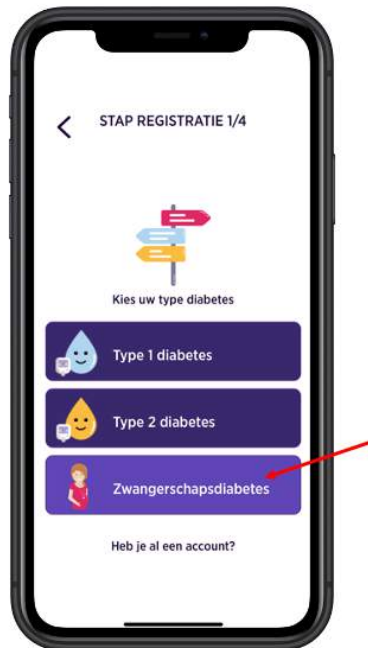 STAP REGISTRATIE 1/4
Kies uw type diabetes
Type 1 diabetes
Type 2 diabetes
Zwangerschapsdiabetes
Heb je al een account?